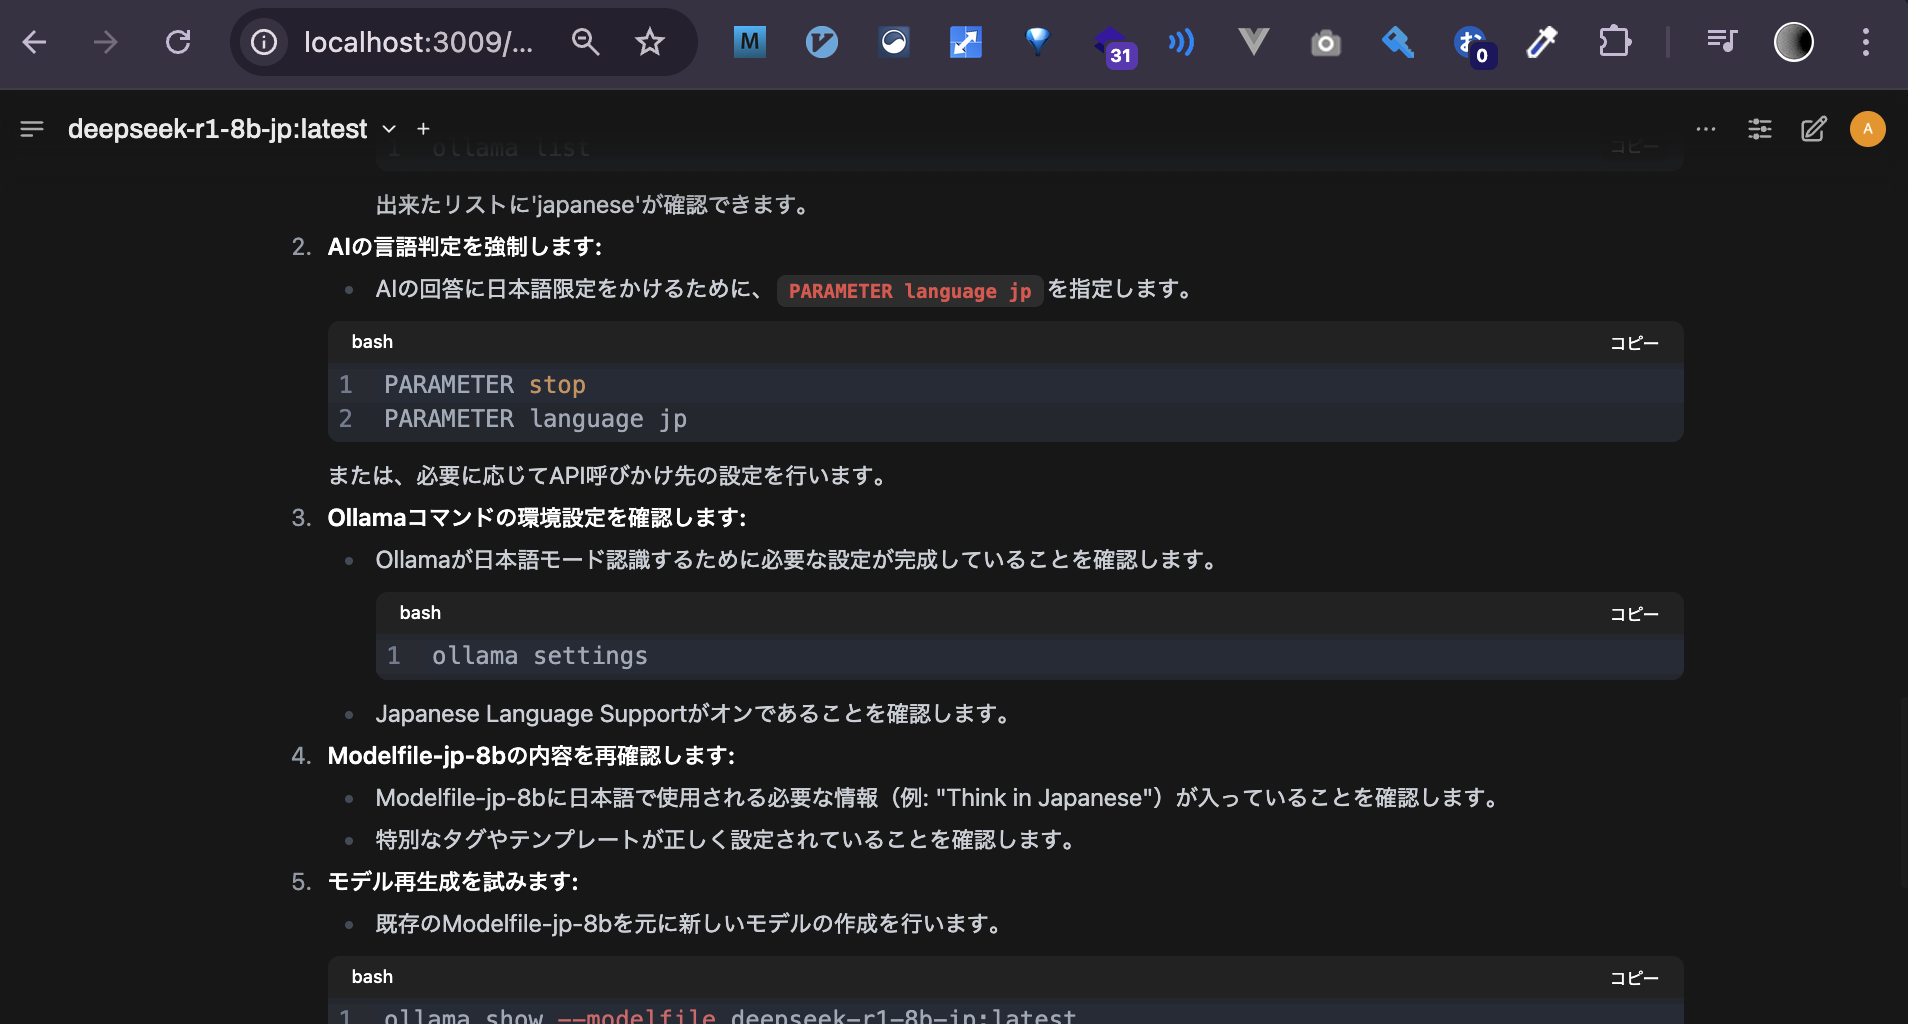 localhost:3009/...
M
31
お
0
deepseek-r1-8b-jp:latest
A
1 ollama list
コピー
出来たリストに'japanese'が確認できます。
2. AIの言語判定を強制します:
AIの回答に日本語限定をかけるために、 PARAMETER language jp を指定します。
bash
コピー
1 PARAMETER stop
2 PARAMETER language jp
または、必要に応じてAPI呼びかけ先の設定を行います。
3. Ollamaコマンドの環境設定を確認します:
Ollamaが日本語モード認識するために必要な設定が完成していることを確認します。
bash
コピー
1 ollama settings
Japanese Language Supportがオンであることを確認します。
4. Modelfile-jp-8bの内容を再確認します:
Modelfile-jp-8bに日本語で使用される必要な情報（例: "Think in Japanese"）が入っていることを確認します。
特別なタグやテンプレートが正しく設定されていることを確認します。
5. モデル再生成を試みます:
既存のModelfile-jp-8bを元に新しいモデルの作成を行います。
bash
コピー
1 ollama show --modelfile deepseek-r1-8b-jp:latest